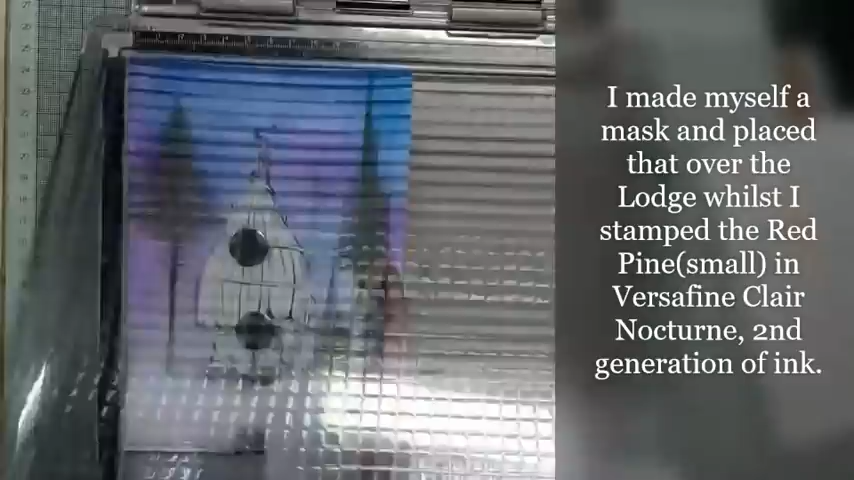 I made myself a
mask and placed
that over the
Lodge whilst I
stamped the Red
Pine(small) in
Versafine Clair
Nocturne, 2nd
generation of ink.